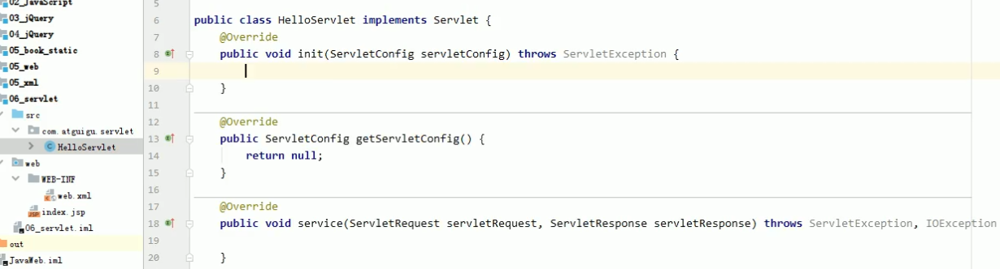 02_JavaScript
03_jQuery
04_jQuery
05_book_static
05_web
05_xml
06_servlet
src
com.atguigu.servlet
HelloServlet
web
WEB-INF
web.xml
index.jsp
06_servlet.iml
out
JavaWeb.iml
5
6 public class HelloServlet implements Servlet {
7 @Override
8 public void init(ServletConfig servletConfig) throws ServletException {
9
10 }
11
12 @Override
13 public ServletConfig getServletConfig() {
14 return null;
15 }
16
17 @Override
18 public void service(ServletRequest servletRequest, ServletResponse servletResponse) throws ServletException, IOException
19
20 }